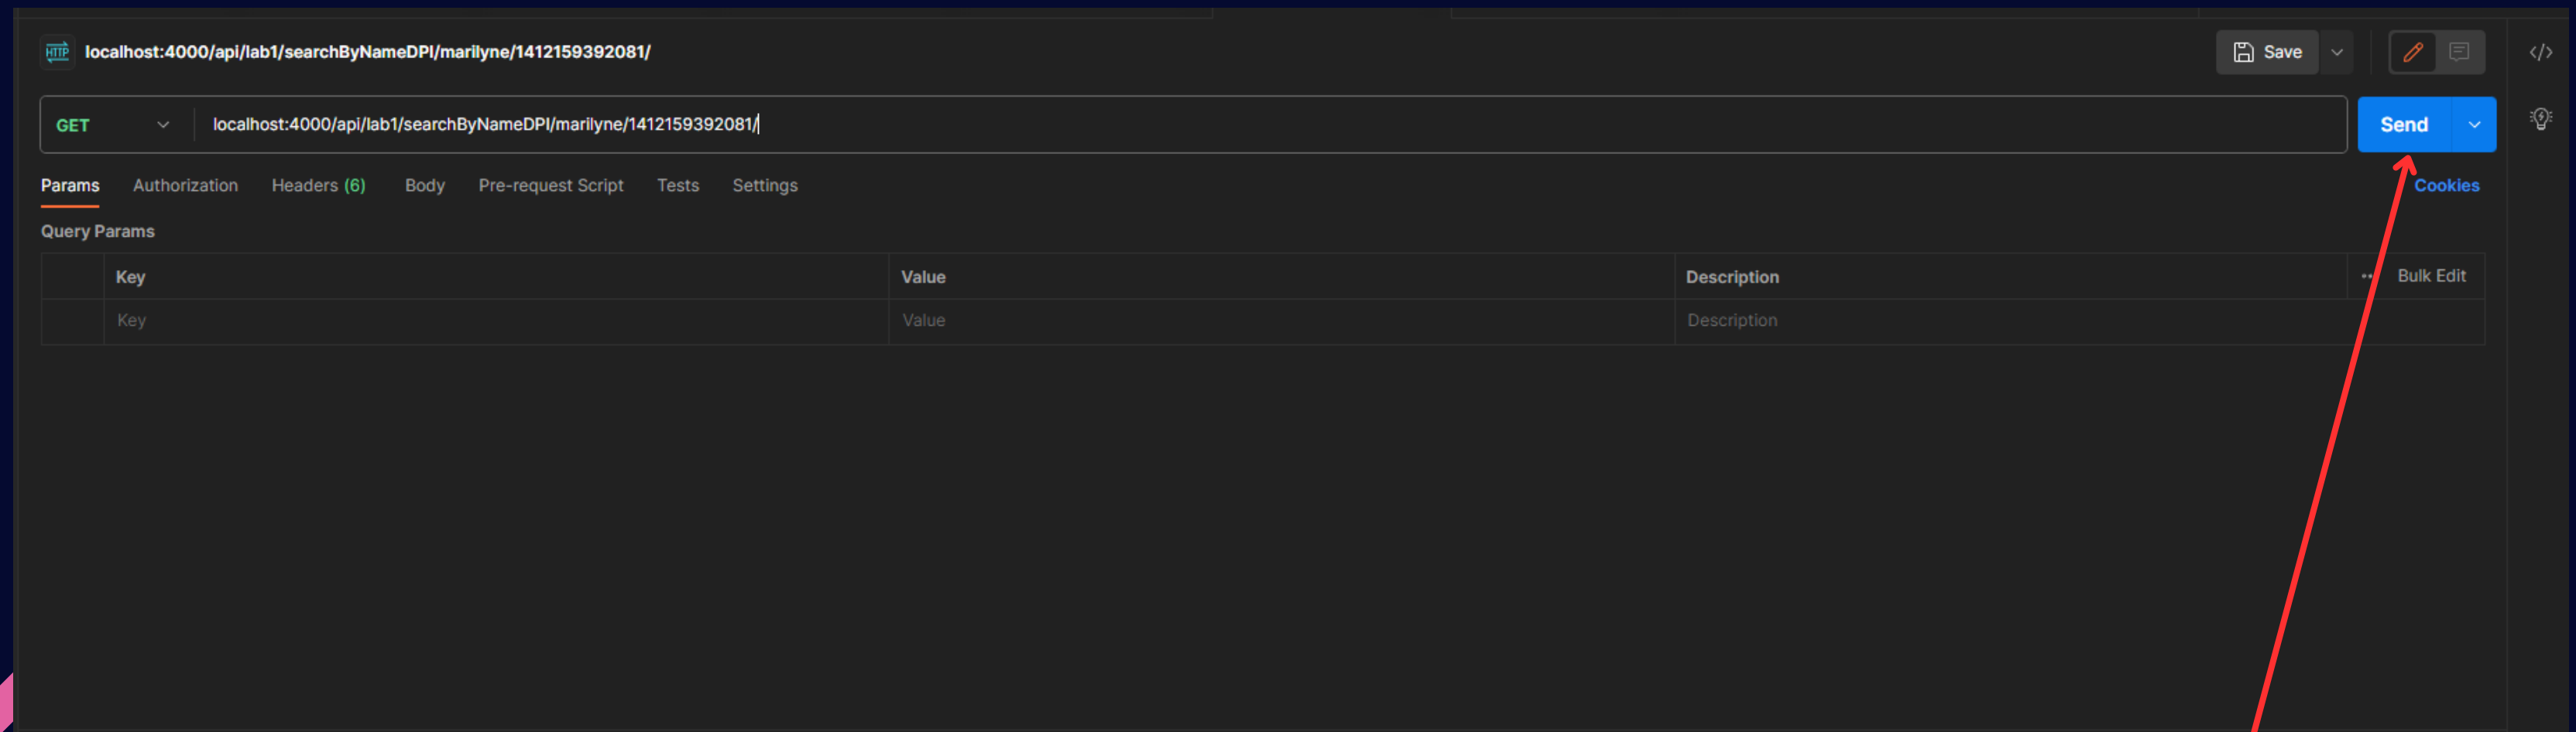 HTTP localhost:4000/api/lab1/searchByNameDPI/marilyne/1412159392081/ Save
GET localhost:4000/api/lab1/searchByNameDPI/marilyne/1412159392081/ Send
Params Authorization Headers (6) Body Pre-request Script Tests Settings Cookies
Query Params
Key Value Description Bulk Edit
Key Value Description